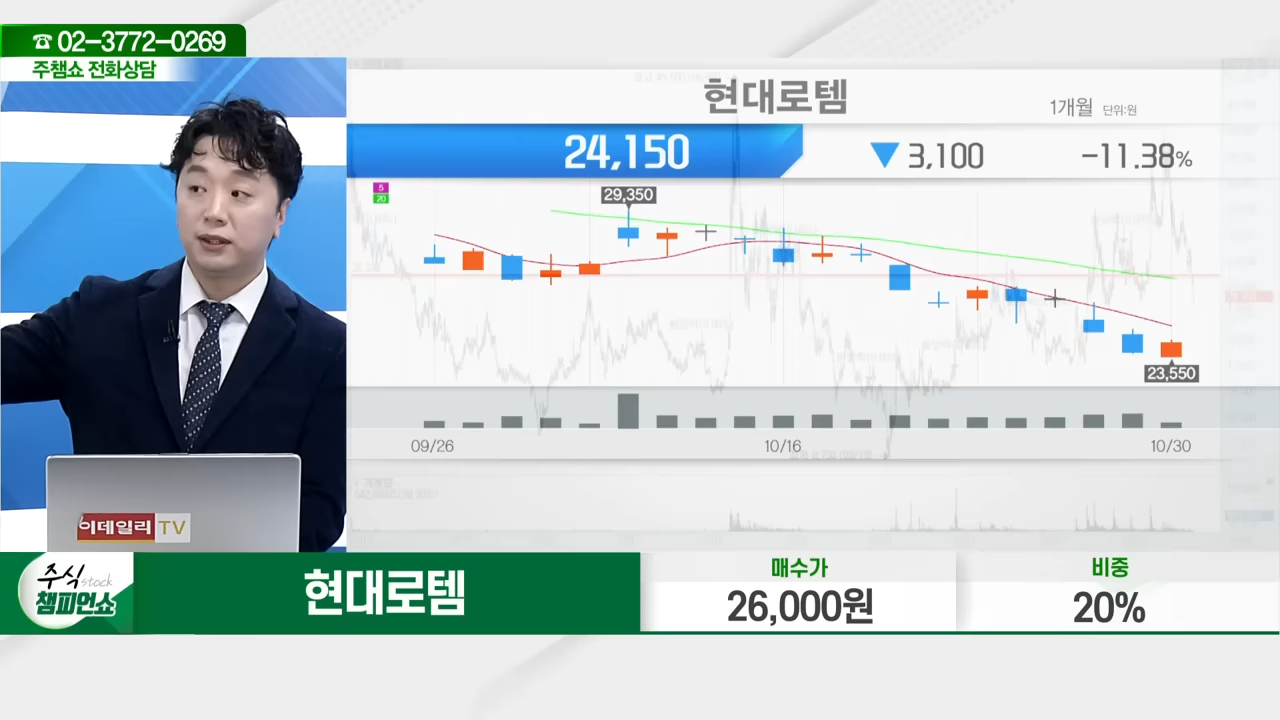 ☎ 02-3772-0269
주챔쇼 전화상담
현대로템
1개월 단위:원
24,150 ▼ 3,100 -11.38%
5
20
29,350
23,550
09/26 10/16 10/30
이데일리 TV
주식 stock
챔피언쇼
현대로템
매수가
26,000원
비중
20%